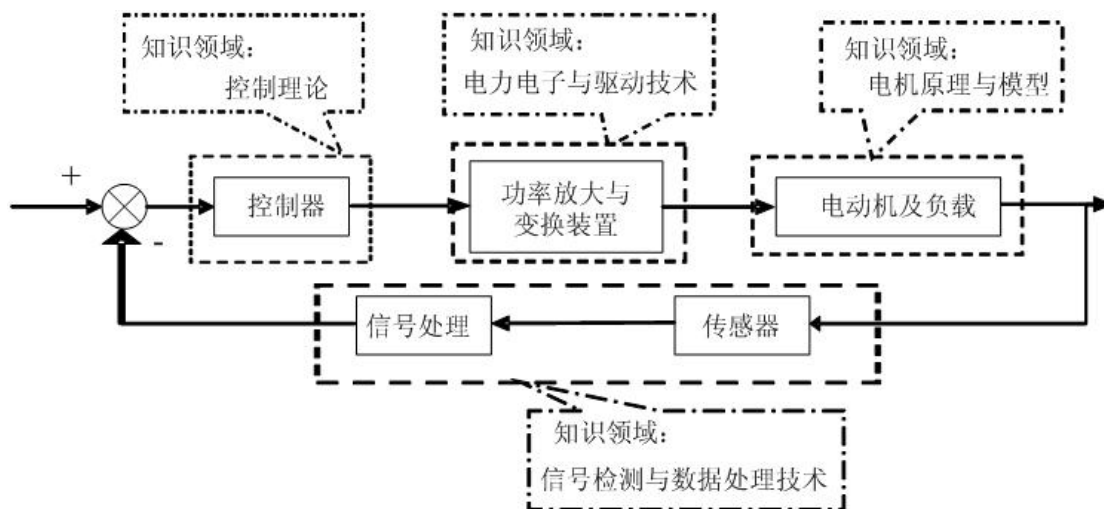 知识领域：
控制理论
知识领域：
电力电子与驱动技术
知识领域：
电机原理与模型
+
控制器
功率放大与
变换装置
电动机及负载
-
信号处理
传感器
知识领域：
信号检测与数据处理技术